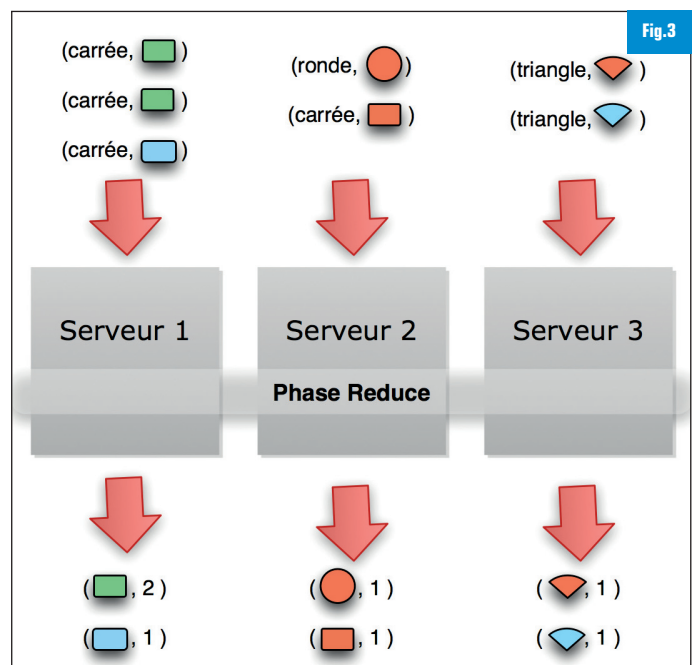 Fig.3
(carrée, )
(carrée, )
(carrée, )
(ronde, )
(carrée, )
(triangle, )
(triangle, )
Serveur 1
Serveur 2
Serveur 3
Phase Reduce
( , 2 )
( , 1 )
( , 1 )
( , 1 )
( , 1 )
( , 1 )